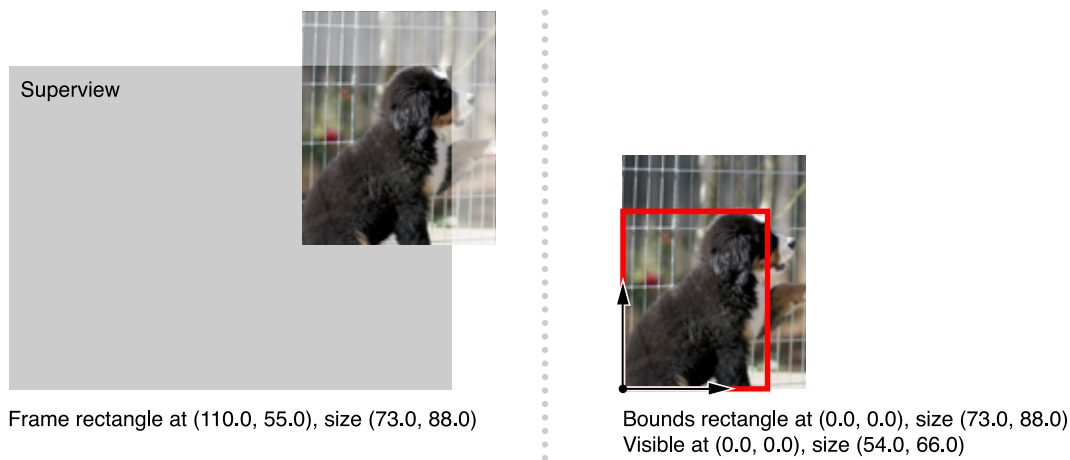 Superview
Frame rectangle at (110.0, 55.0), size (73.0, 88.0)
Bounds rectangle at (0.0, 0.0), size (73.0, 88.0)
Visible at (0.0, 0.0), size (54.0, 66.0)